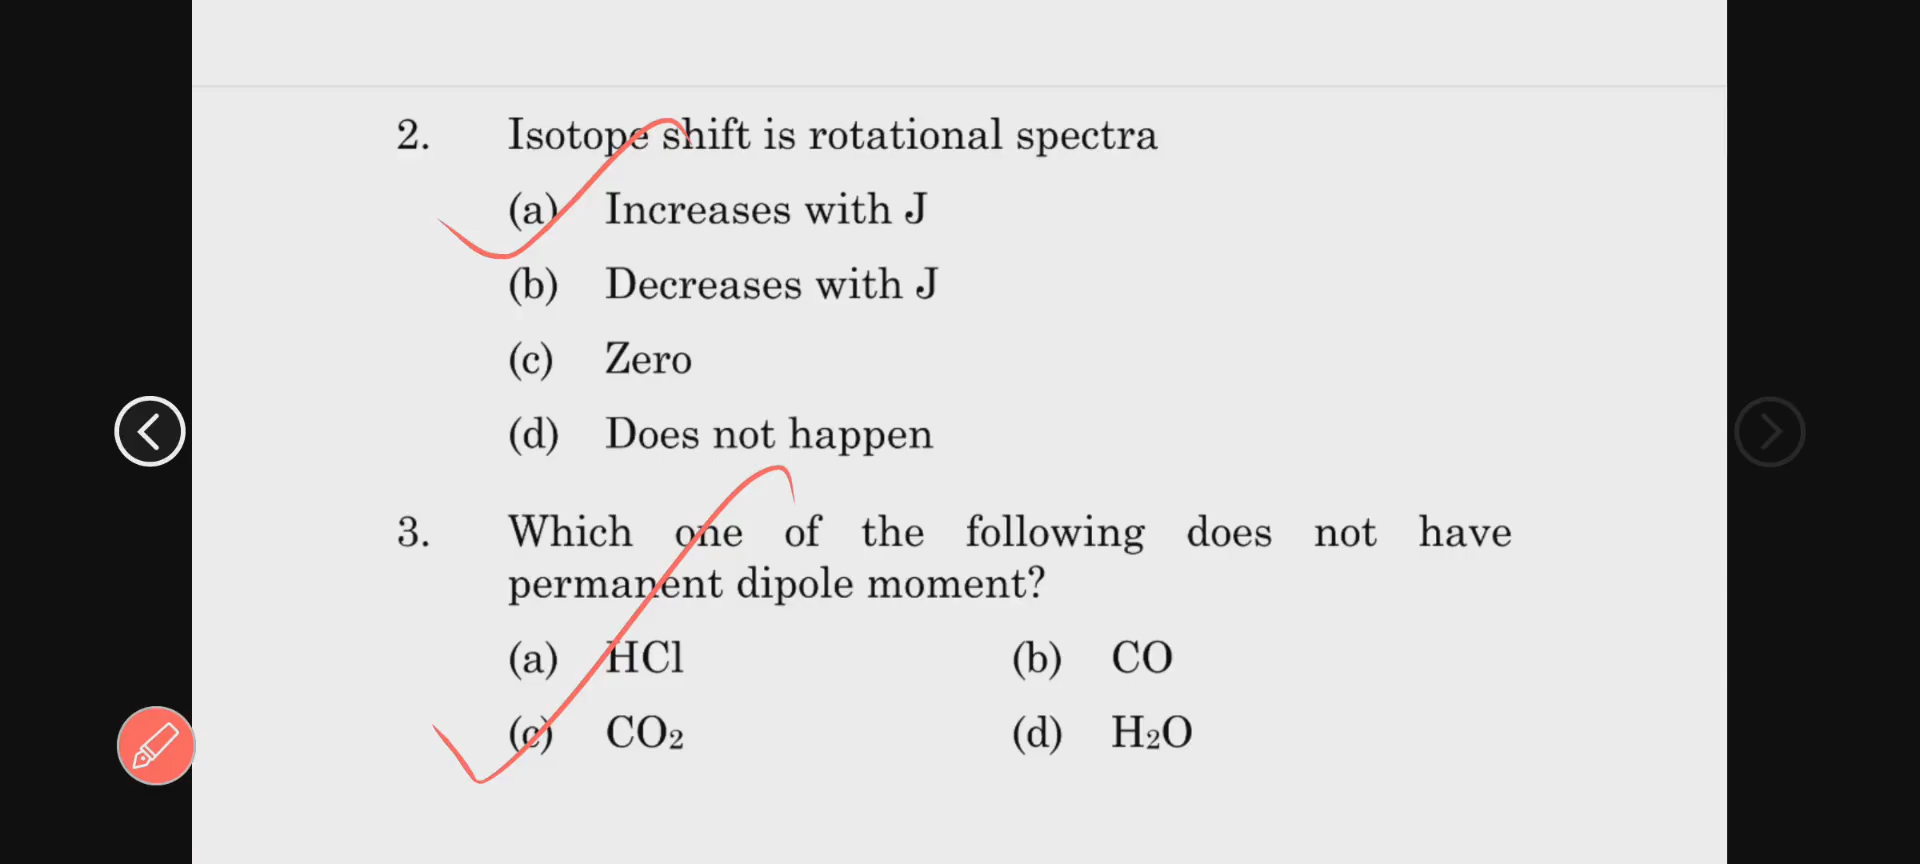 2. Isotope shift is rotational spectra
(a) Increases with J
(b) Decreases with J
(c) Zero
(d) Does not happen
3. Which one of the following does not have
permanent dipole moment?
(a) HCl (b) CO
(c) CO₂ (d) H₂O